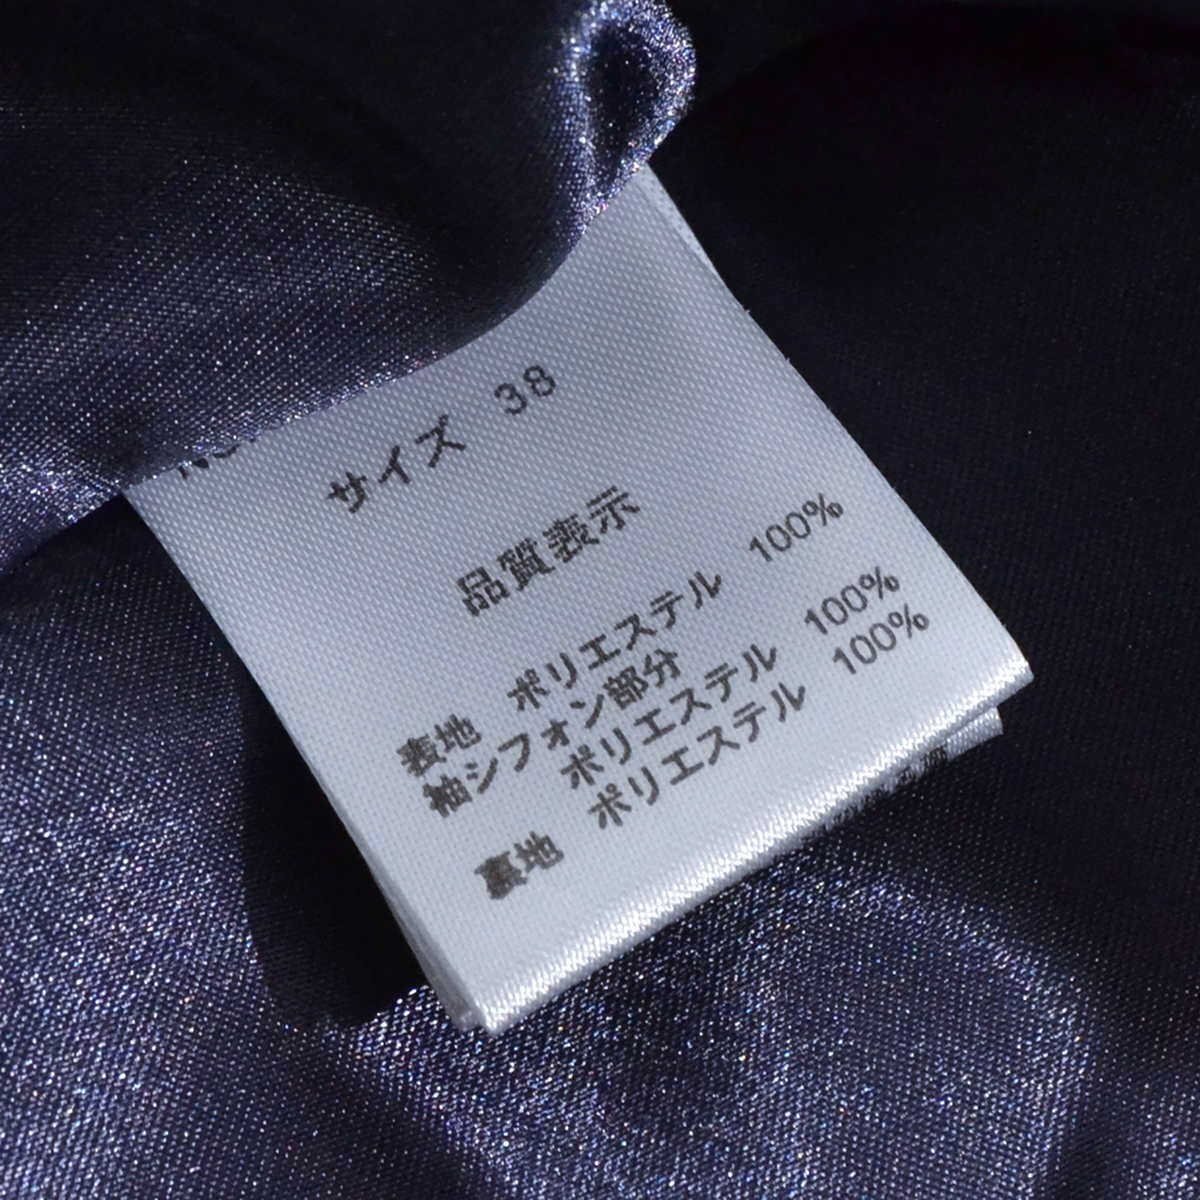 サイズ 38
品質表示
表地 ポリエステル 100%
袖シフォン部分
ポリエステル 100%
裏地 ポリエステル 100%